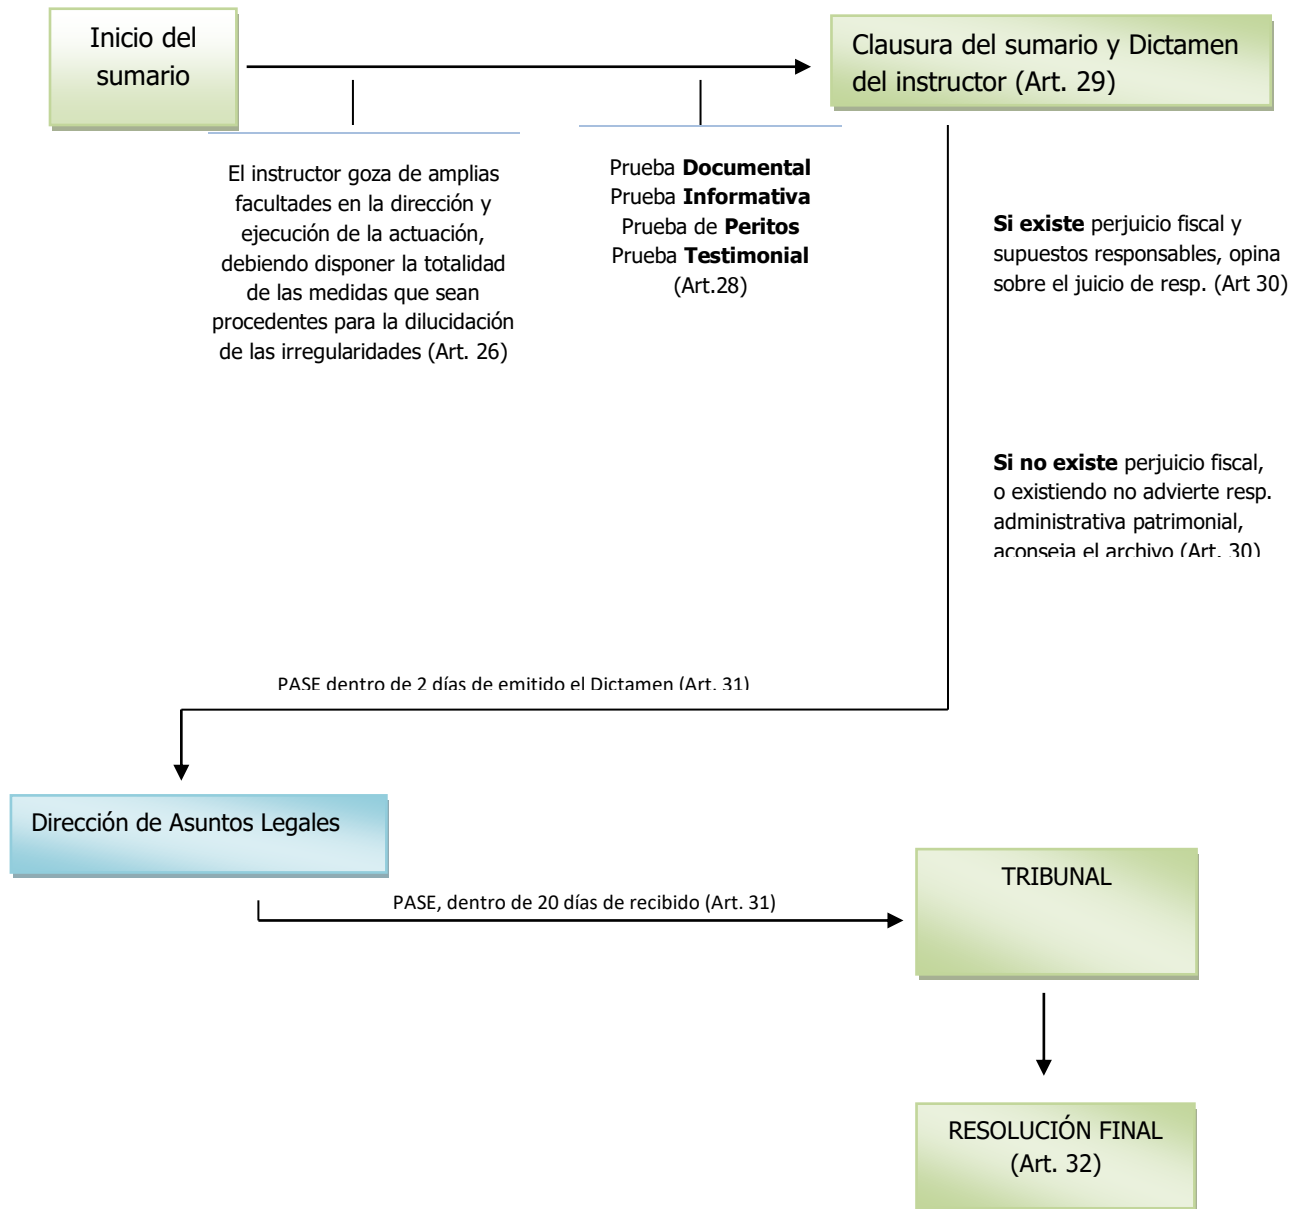 Inicio del
sumario
Clausura del sumario y Dictamen
del instructor (Art. 29)
El instructor goza de amplias
facultades en la dirección y
ejecución de la actuación,
debiendo disponer la totalidad
de las medidas que sean
procedentes para la dilucidación
de las irregularidades (Art. 26)
Prueba Documental
Prueba Informativa
Prueba de Peritos
Prueba Testimonial
(Art.28)
Si existe perjuicio fiscal y
supuestos responsables, opina
sobre el juicio de resp. (Art 30)
Si no existe perjuicio fiscal,
o existiendo no advierte resp.
administrativa patrimonial,
aconseja el archivo (Art. 30)
PASE dentro de 2 días de emitido el Dictamen (Art. 31)
Dirección de Asuntos Legales
PASE, dentro de 20 días de recibido (Art. 31)
TRIBUNAL
RESOLUCIÓN FINAL
(Art. 32)